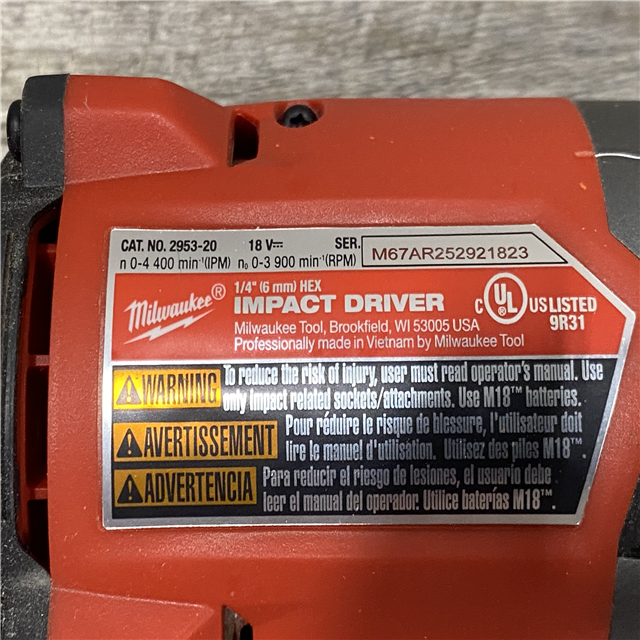 CAT. NO. 2953-20 18 V⎓ SER. M67AR252921823
n 0-4 400 min⁻¹(IPM) n₀ 0-3 900 min⁻¹(RPM)
1/4" (6 mm) HEX
Milwaukee® IMPACT DRIVER
Milwaukee Tool, Brookfield, WI 53005 USA
Professionally made in Vietnam by Milwaukee Tool
C UL US LISTED
9R31
WARNING To reduce the risk of injury, user must read operator's manual. Use
only impact related sockets/attachments. Use M18™ batteries.
AVERTISSEMENT Pour réduire le risque de blessure, l'utilisateur doit
lire le manuel d'utilisation. Utilisez des piles M18™.
ADVERTENCIA Para reducir el riesgo de lesiones, el usuario debe
leer el manual del operador. Utilice baterías M18™.